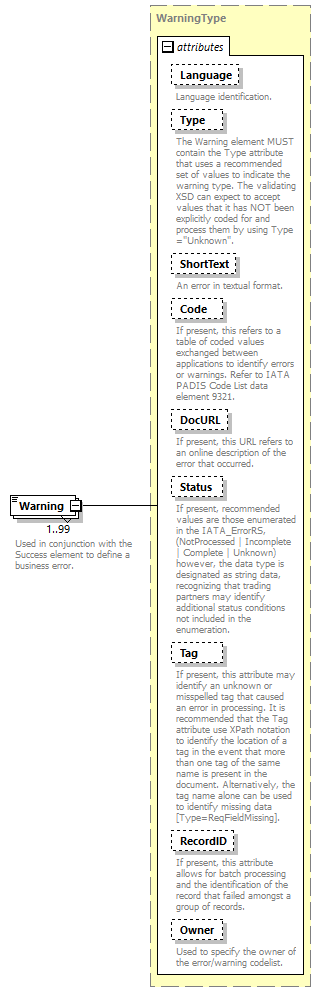 WarningType
attributes
Language
Language identification.
Type
The Warning element MUST
contain the Type attribute
that uses a recommended
set of values to indicate the
warning type. The validating
XSD can expect to accept
values that it has NOT been
explicitly coded for and
process them by using Type
="Unknown".
ShortText
An error in textual format.
Code
If present, this refers to a
table of coded values
exchanged between
applications to identify errors
or warnings. Refer to IATA
PADIS Code List data
element 9321.
DocURL
If present, this URL refers to
an online description of the
error that occurred.
Status
If present, recommended
values are those enumerated
in the IATA_ErrorRS,
(NotProcessed | Incomplete
| Complete | Unknown)
however, the data type is
designated as string data,
recognizing that trading
partners may identify
additional status conditions
not included in the
enumeration.
Warning
1..99
Used in conjunction with the
Success element to define a
business error.
Tag
If present, this attribute may
identify an unknown or
misspelled tag that caused
an error in processing. It is
recommended that the Tag
attribute use XPath notation
to identify the location of a
tag in the event that more
than one tag of the same
name is present in the
document. Alternatively, the
tag name alone can be used
to identify missing data
[Type=ReqFieldMissing].
RecordID
If present, this attribute
allows for batch processing
and the identification of the
record that failed amongst a
group of records.
Owner
Used to specify the owner of
the error/warning codelist.